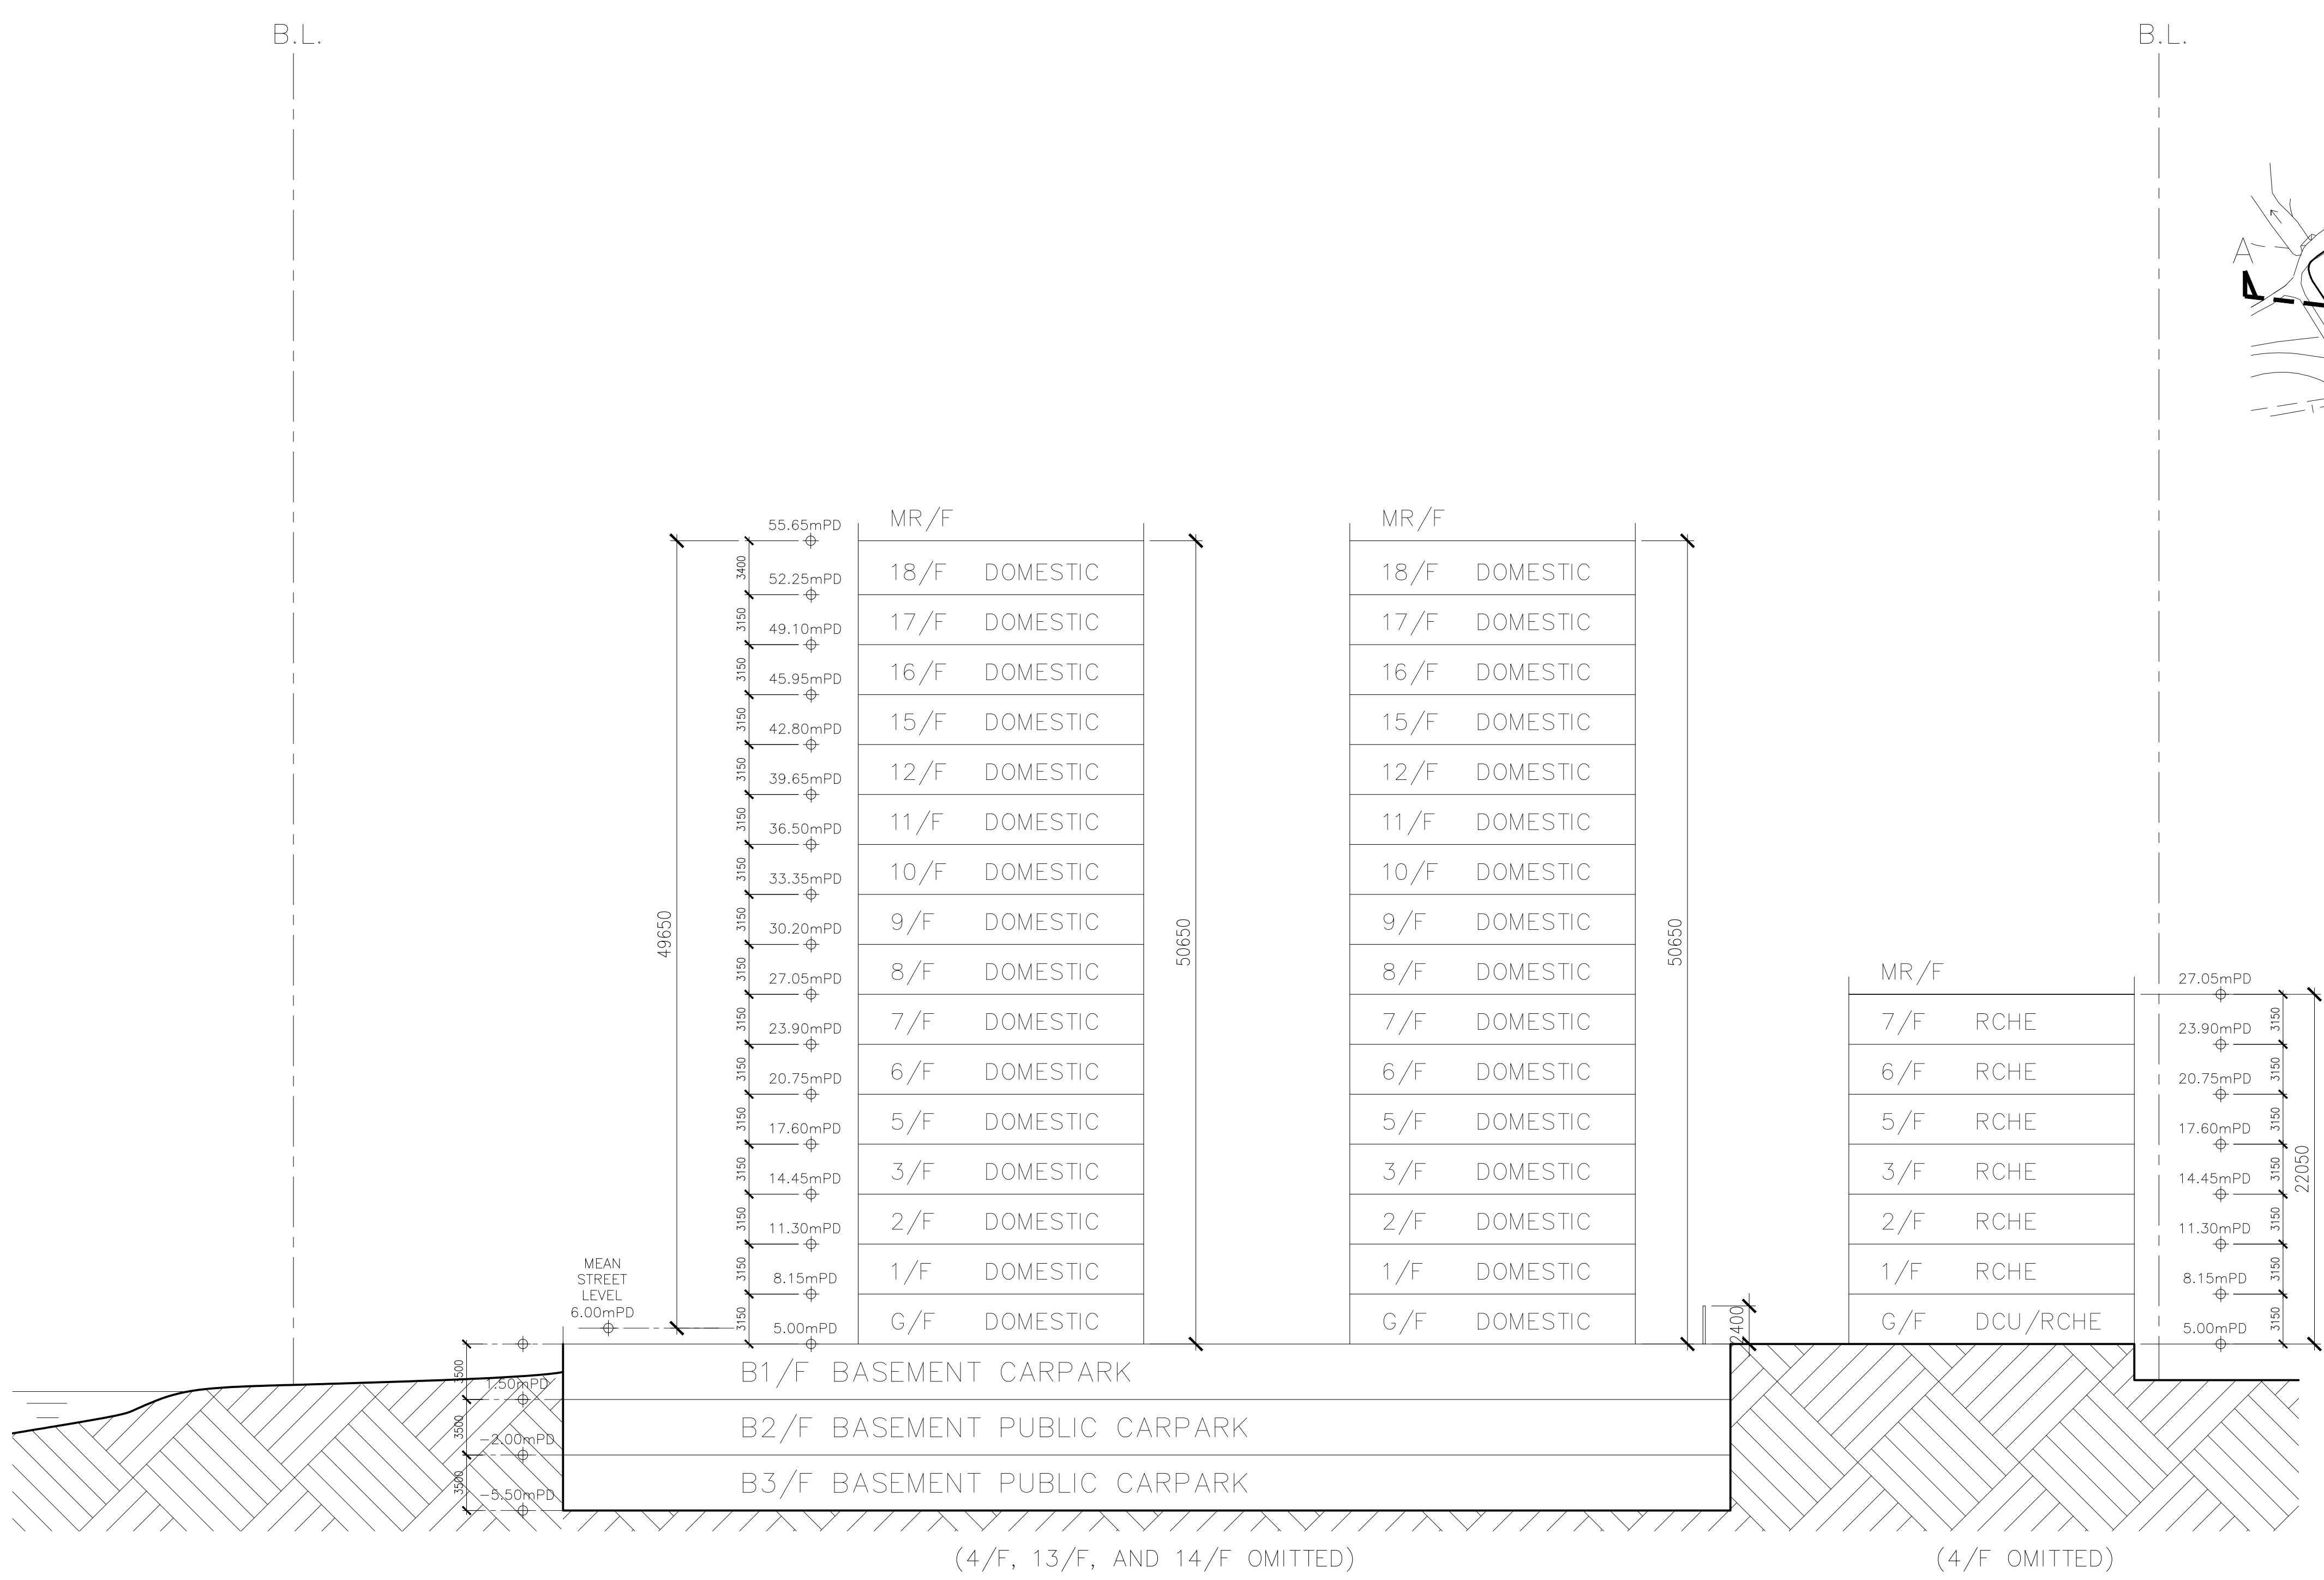 B.L.
B.L.
A
55.65mPD
MR/F
MR/F
3400
52.25mPD
18/F DOMESTIC
18/F DOMESTIC
3150
49.10mPD
17/F DOMESTIC
17/F DOMESTIC
3150
45.95mPD
16/F DOMESTIC
16/F DOMESTIC
3150
42.80mPD
15/F DOMESTIC
15/F DOMESTIC
3150
39.65mPD
12/F DOMESTIC
12/F DOMESTIC
3150
36.50mPD
11/F DOMESTIC
11/F DOMESTIC
3150
33.35mPD
10/F DOMESTIC
10/F DOMESTIC
49650
3150
30.20mPD
9/F DOMESTIC
50650
9/F DOMESTIC
50650
3150
27.05mPD
8/F DOMESTIC
8/F DOMESTIC
MR/F
27.05mPD
3150
23.90mPD
7/F DOMESTIC
7/F DOMESTIC
7/F RCHE
23.90mPD
3150
3150
20.75mPD
6/F DOMESTIC
6/F DOMESTIC
6/F RCHE
20.75mPD
3150
3150
17.60mPD
5/F DOMESTIC
5/F DOMESTIC
5/F RCHE
17.60mPD
3150
3150
14.45mPD
3/F DOMESTIC
3/F DOMESTIC
3/F RCHE
14.45mPD
3150
22050
3150
11.30mPD
2/F DOMESTIC
2/F DOMESTIC
2/F RCHE
11.30mPD
3150
MEAN
STREET
LEVEL
6.00mPD
3150
8.15mPD
1/F DOMESTIC
1/F DOMESTIC
1/F RCHE
8.15mPD
3150
3150
5.00mPD
G/F DOMESTIC
G/F DOMESTIC
2400
G/F DCU/RCHE
5.00mPD
3150
3500
1.50mPD
B1/F BASEMENT CARPARK
3500
-2.00mPD
B2/F BASEMENT PUBLIC CARPARK
3500
-5.50mPD
B3/F BASEMENT PUBLIC CARPARK
(4/F, 13/F, AND 14/F OMITTED)
(4/F OMITTED)